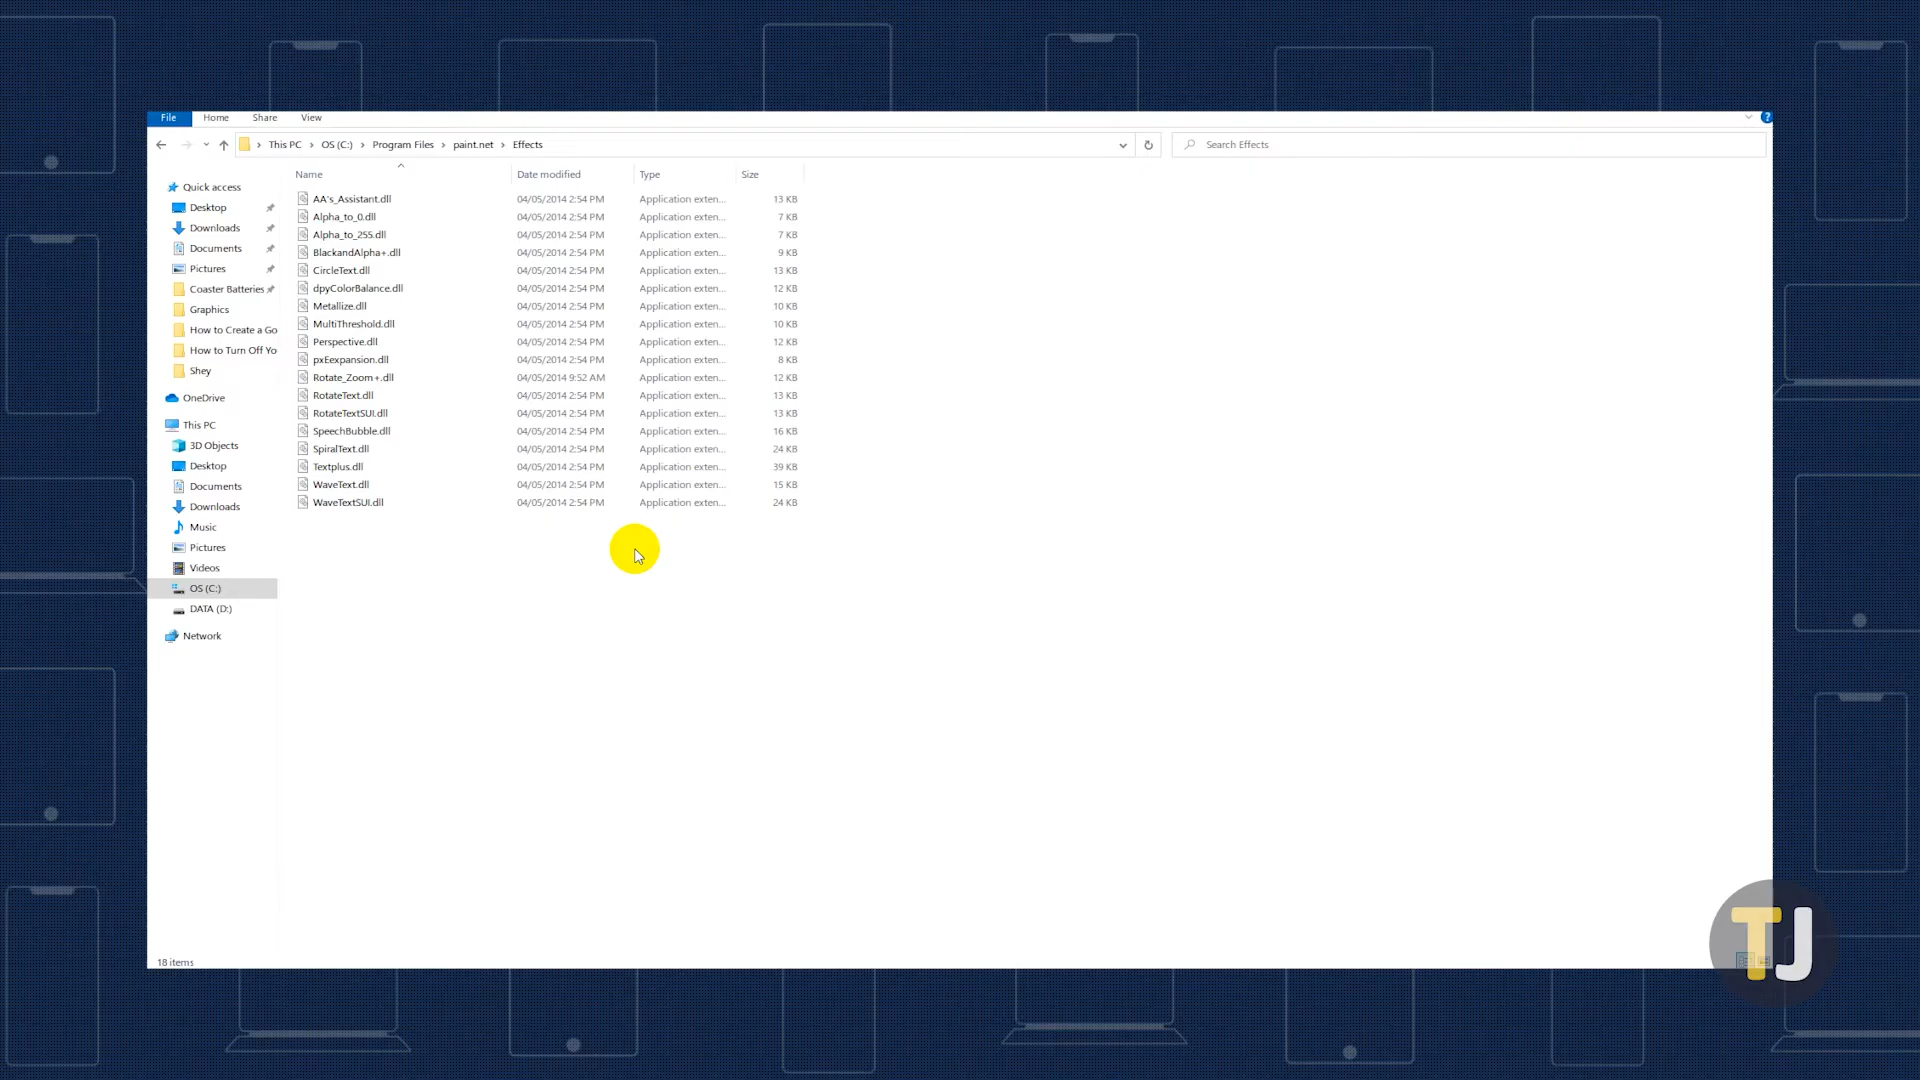 File Home Share View
This PC OS (C:) Program Files paint.net Effects Search Effects
Name Date modified Type Size
Quick access
Desktop
Downloads
Documents
Pictures
Coaster Batteries
Graphics
How to Create a Go
How to Turn Off Yo
Shey
OneDrive
This PC
3D Objects
Desktop
Documents
Downloads
Music
Pictures
Videos
OS (C:)
DATA (D:)
Network
AA's_Assistant.dll 04/05/2014 2:54 PM Application exten... 13 KB
Alpha_to_0.dll 04/05/2014 2:54 PM Application exten... 7 KB
Alpha_to_255.dll 04/05/2014 2:54 PM Application exten... 7 KB
BlackandAlpha+.dll 04/05/2014 2:54 PM Application exten... 9 KB
CircleText.dll 04/05/2014 2:54 PM Application exten... 13 KB
dpyColorBalance.dll 04/05/2014 2:54 PM Application exten... 12 KB
Metallize.dll 04/05/2014 2:54 PM Application exten... 10 KB
MultiThreshold.dll 04/05/2014 2:54 PM Application exten... 10 KB
Perspective.dll 04/05/2014 2:54 PM Application exten... 12 KB
pxEexpansion.dll 04/05/2014 2:54 PM Application exten... 8 KB
Rotate_Zoom+.dll 04/05/2014 9:52 AM Application exten... 12 KB
RotateText.dll 04/05/2014 2:54 PM Application exten... 13 KB
RotateTextSUI.dll 04/05/2014 2:54 PM Application exten... 13 KB
SpeechBubble.dll 04/05/2014 2:54 PM Application exten... 16 KB
SpiralText.dll 04/05/2014 2:54 PM Application exten... 24 KB
Textplus.dll 04/05/2014 2:54 PM Application exten... 39 KB
WaveText.dll 04/05/2014 2:54 PM Application exten... 15 KB
WaveTextSUI.dll 04/05/2014 2:54 PM Application exten... 24 KB
18 items
TJ